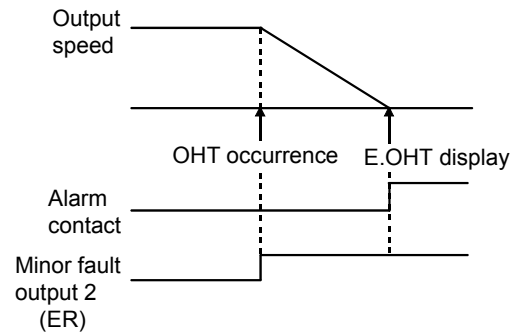 Output
speed
OHT occurrence
E.OHT display
Alarm
contact
Minor fault
output 2
(ER)